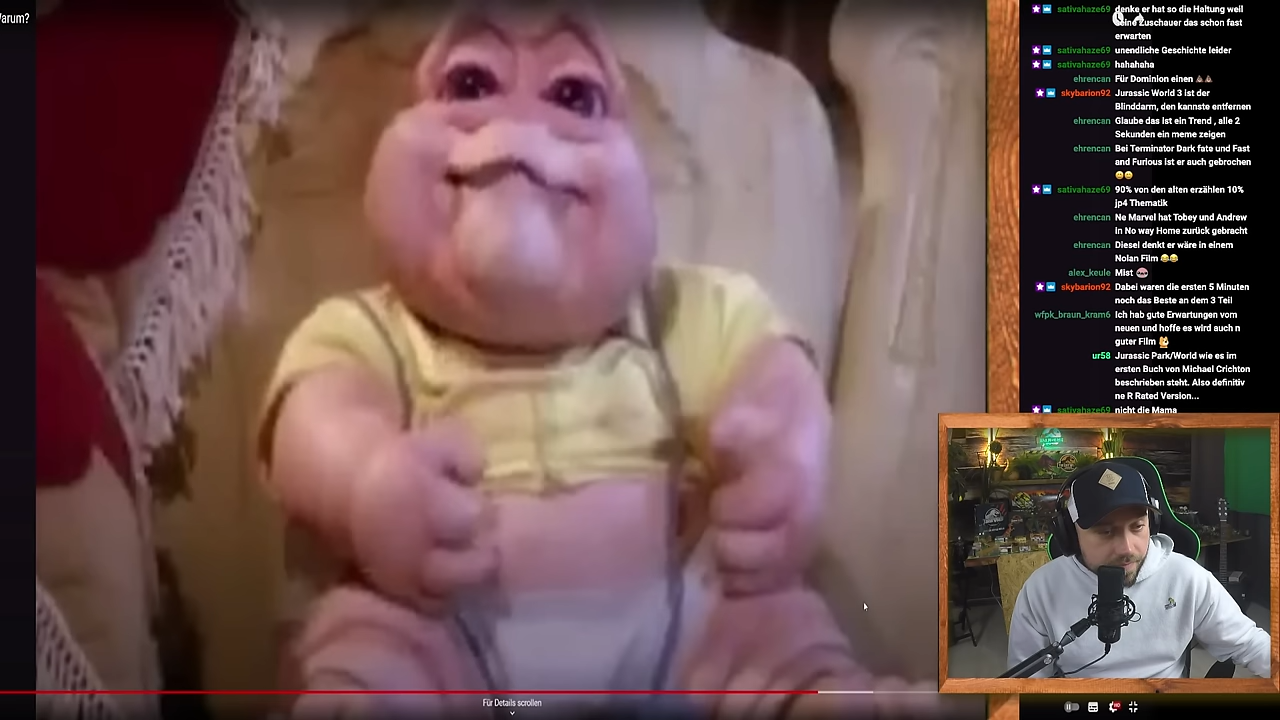 Warum?
sativahaze69 denke er hat so die Haltung weil
seine Zuschauer das schon fast
erwarten
sativahaze69 unendliche Geschichte leider
sativahaze69 hahahaha
ehrencan Für Dominion einen
skybarion92 Jurassic World 3 ist der
Blinddarm, den kannste entfernen
ehrencan Glaube das ist ein Trend , alle 2
Sekunden ein meme zeigen
ehrencan Bei Terminator Dark fate und Fast
and Furious ist er auch gebrochen
sativahaze69 90% von den alten erzählen 10%
jp4 Thematik
ehrencan Ne Marvel hat Tobey und Andrew
in No way Home zurück gebracht
ehrencan Diesel denkt er wäre in einem
Nolan Film 😂😂
alex_keule Mist
skybarion92 Dabei waren die ersten 5 Minuten
noch das Beste an dem 3 Teil
wfpk_braun_kram6 Ich hab gute Erwartungen vom
neuen und hoffe es wird auch n
guter Film
ur58 Jurassic Park/World wie es im
ersten Buch von Michael Crichton
beschrieben steht. Also definitiv
ne R Rated Version...
sativahaze69 nicht die Mama
Für Details scrollen